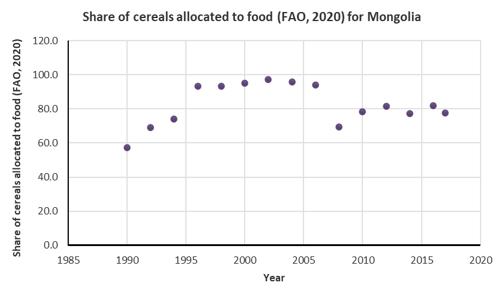 Share of cereals allocated to food (FAO, 2020) for Mongolia
Share of cereals allocated to food (FAO, 2020)
120.0
100.0
80.0
60.0
40.0
20.0
0.0
1985 1990 1995 2000 2005 2010 2015 2020
Year